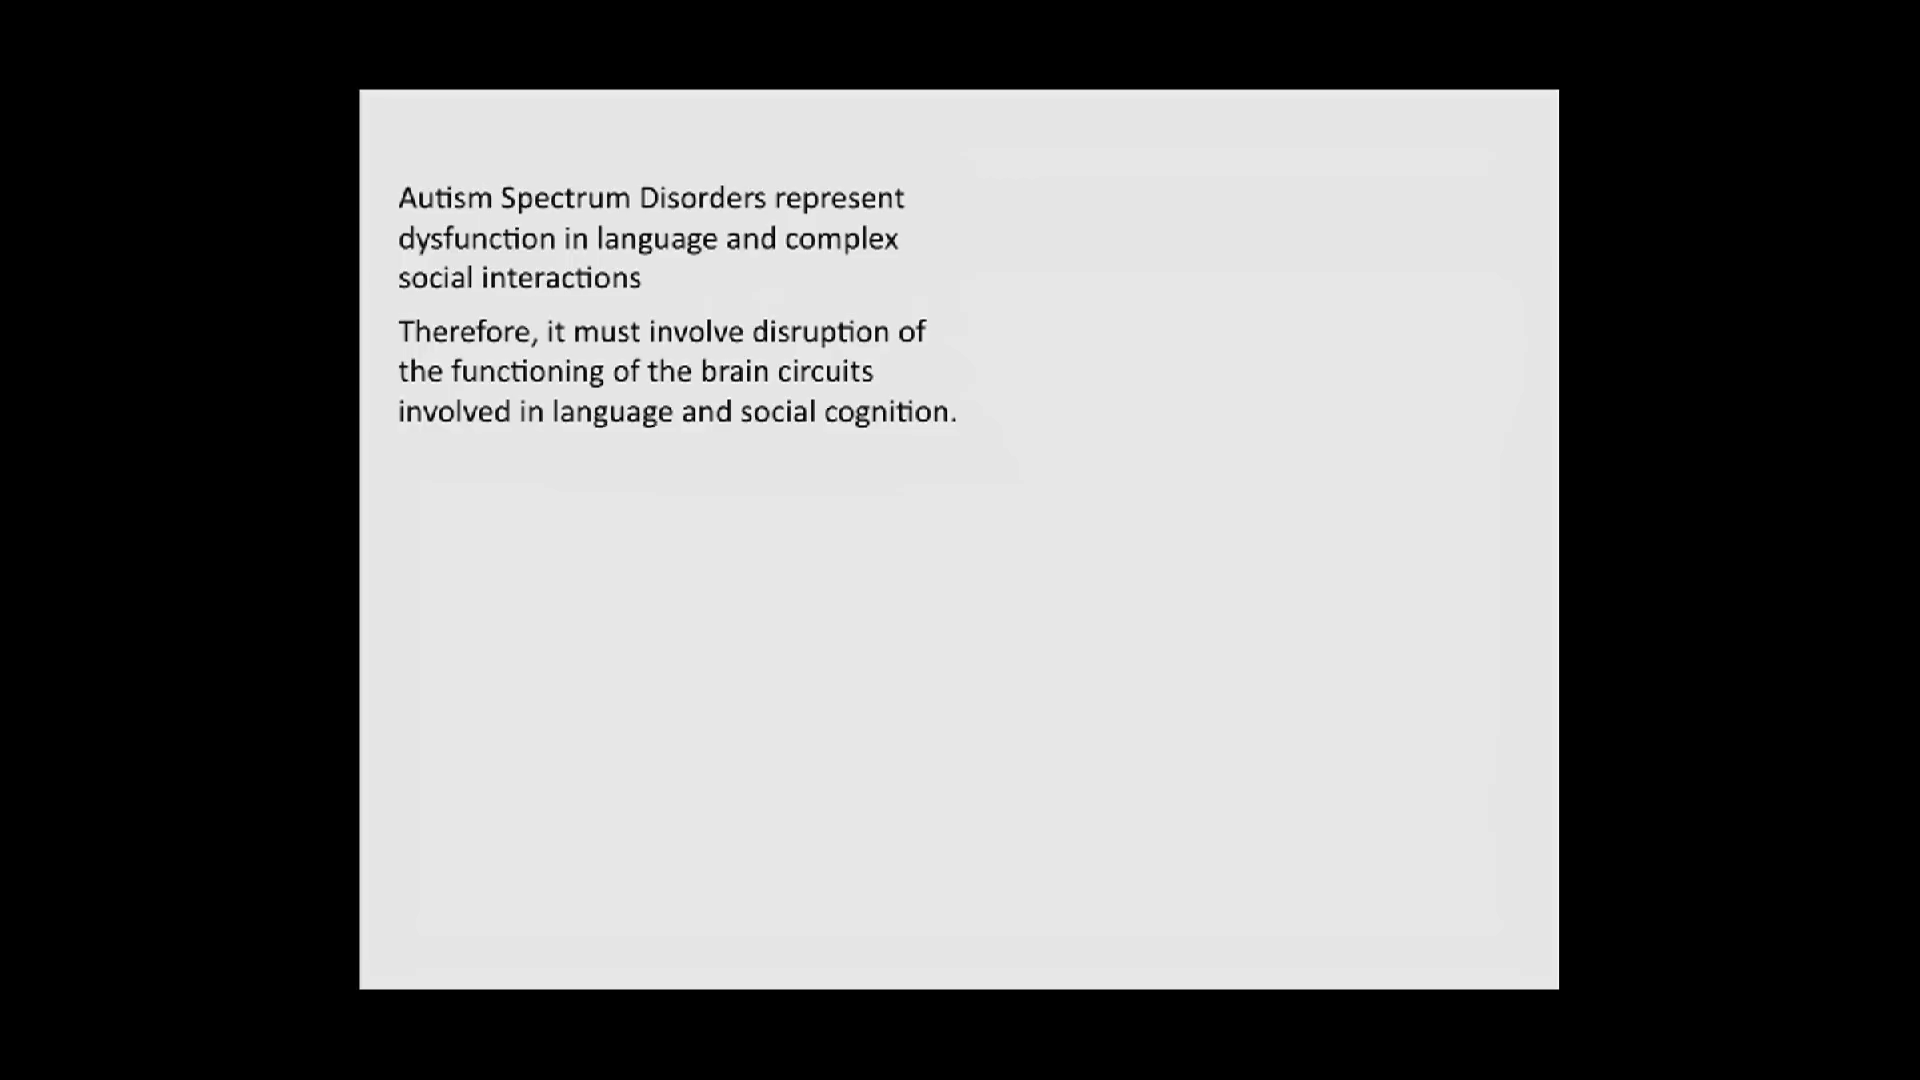 Autism Spectrum Disorders represent
dysfunction in language and complex
social interactions
Therefore, it must involve disruption of
the functioning of the brain circuits
involved in language and social cognition.